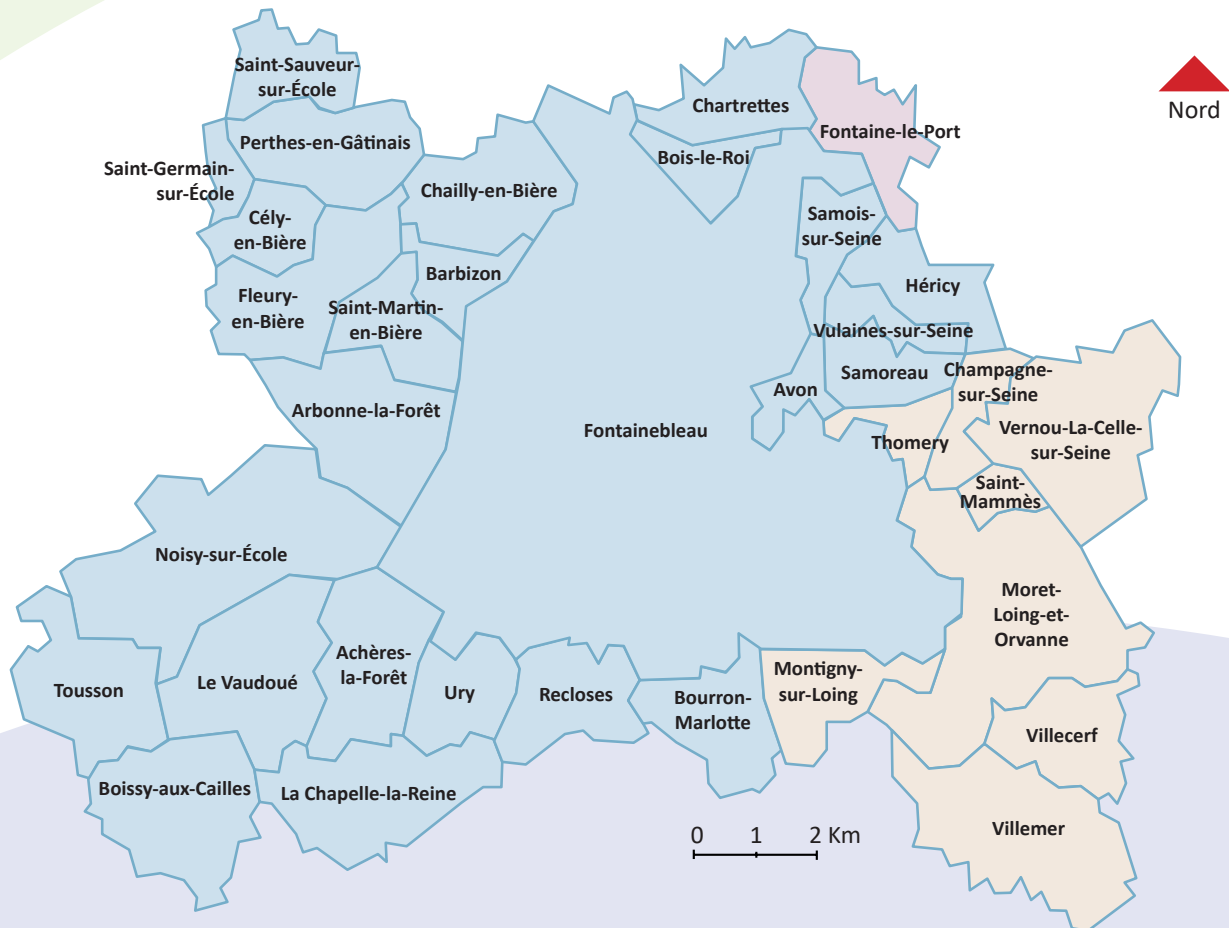 Saint-Sauveur-
sur-École
Chartrettes
Nord
Fontaine-le-Port
Perthes-en-Gâtinais
Bois-le-Roi
Saint-Germain-
sur-École
Chailly-en-Bière
Samois-
sur-Seine
Cély-
en-Bière
Barbizon
Héricy
Fleury-
en-Bière
Saint-Martin-
en-Bière
Vulaines-sur-Seine
Samoreau
Champagne-
sur-Seine
Avon
Arbonne-la-Forêt
Fontainebleau
Thomery
Vernou-La-Celle-
sur-Seine
Saint-
Mammès
Noisy-sur-École
Moret-
Loing-et-
Orvanne
Achères-
la-Forêt
Tousson
Le Vaudoué
Ury
Recloses
Bourron-
Marlotte
Montigny-
sur-Loing
Villecerf
Boissy-aux-Cailles
La Chapelle-la-Reine
Villemer
0 1 2 Km